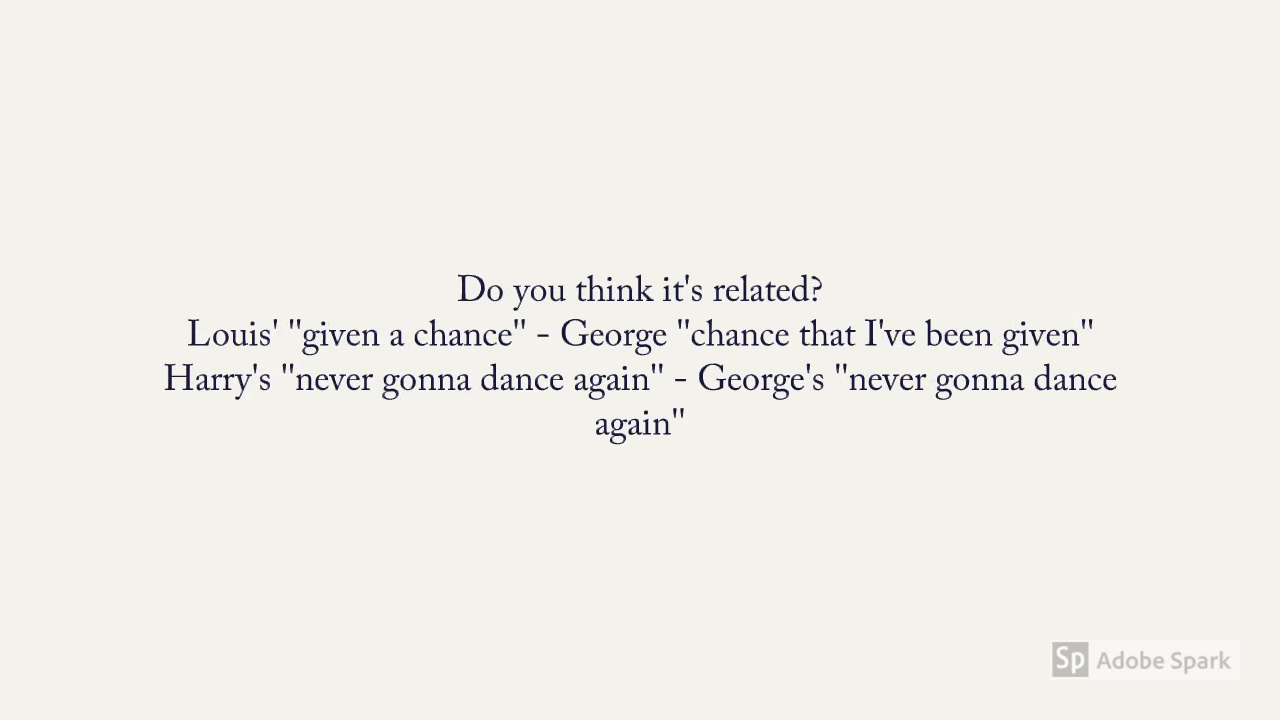 Do you think it's related?
Louis' "given a chance" - George "chance that I've been given"
Harry's "never gonna dance again" - George's "never gonna dance
again"
Sp Adobe Spark